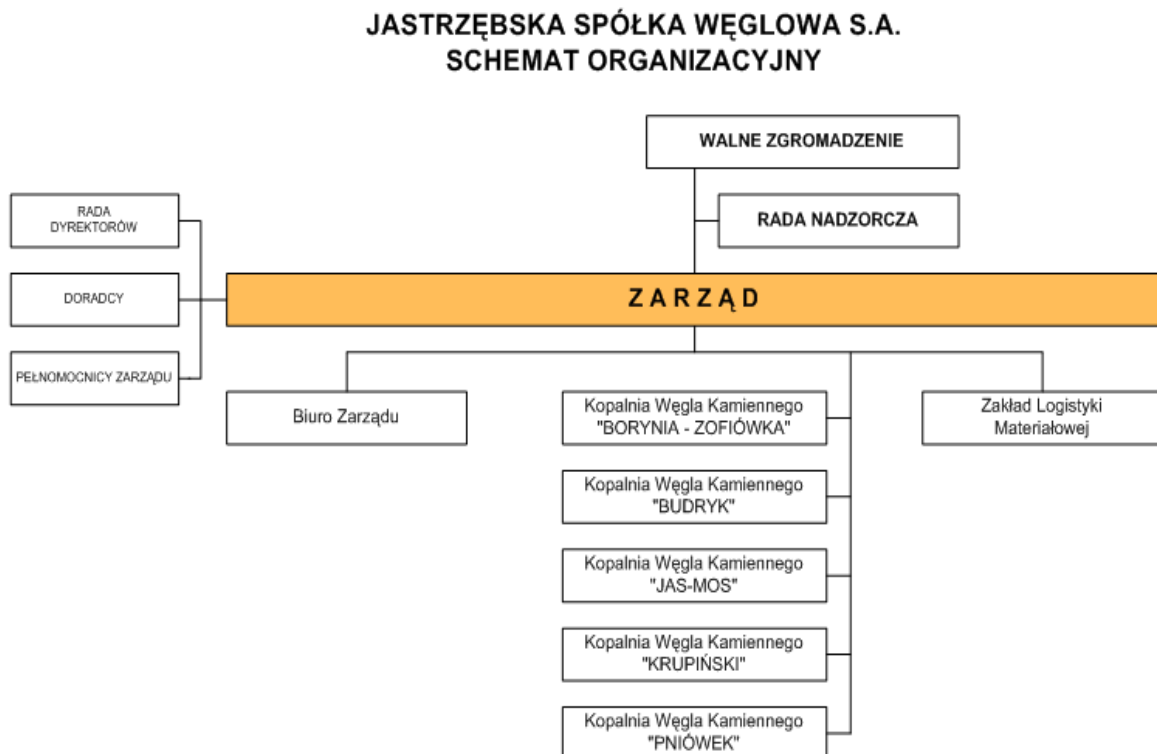 JASTRZĘBSKA SPÓŁKA WĘGLOWA S.A.
SCHEMAT ORGANIZACYJNY
WALNE ZGROMADZENIE
RADA NADZORCZA
RADA
DYREKTORÓW
DORADCY
PEŁNOMOCNICY ZARZĄDU
ZARZĄD
Biuro Zarządu
Kopalnia Węgla Kamiennego
"BORYNIA - ZOFIÓWKA"
Kopalnia Węgla Kamiennego
"BUDRYK"
Kopalnia Węgla Kamiennego
"JAS-MOS"
Kopalnia Węgla Kamiennego
"KRUPIŃSKI"
Kopalnia Węgla Kamiennego
"PNIÓWEK"
Zakład Logistyki
Materiałowej